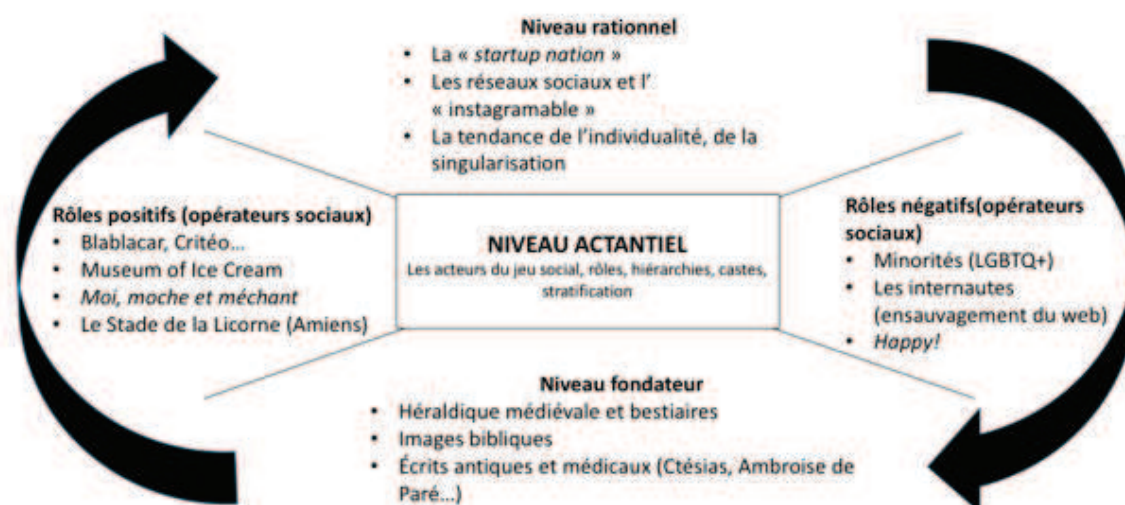 Niveau rationnel
• La « startup nation »
• Les réseaux sociaux et l'
« instagramable »
• La tendance de l'individualité, de la
singularisation
Rôles positifs (opérateurs sociaux)
• Blablacar, Critéo...
• Museum of Ice Cream
• Moi, moche et méchant
• Le Stade de la Licorne (Amiens)
NIVEAU ACTANTIEL
Les acteurs du jeu social, rôles, hiérarchies, castes,
stratification
Rôles négatifs(opérateurs
sociaux)
• Minorités (LGBTQ+)
• Les internautes
(ensauvagement du web)
• Happy!
Niveau fondateur
• Héraldique médiévale et bestiaires
• Images bibliques
• Écrits antiques et médicaux (Ctésias, Ambroise de
Paré...)